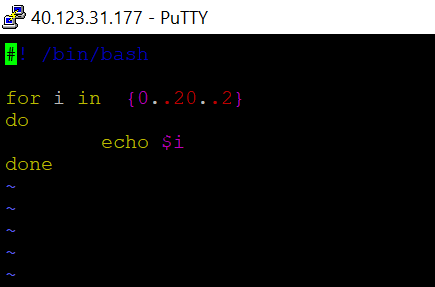 40.123.31.177 - PuTTY
#! /bin/bash
for i in  {0..20..2}
do
        echo $i
done
~
~
~
~
~